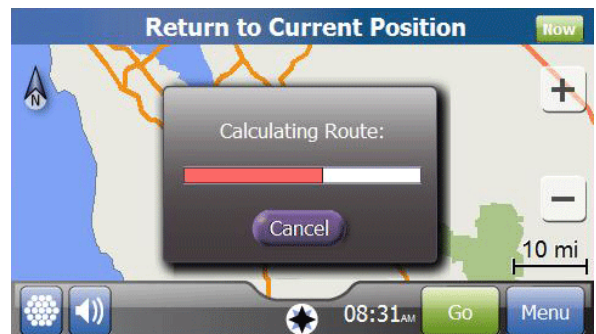 Return to Current Position
Now
N
+
Calculating Route:
Cancel
−
10 mi
08:31AM
Go
Menu